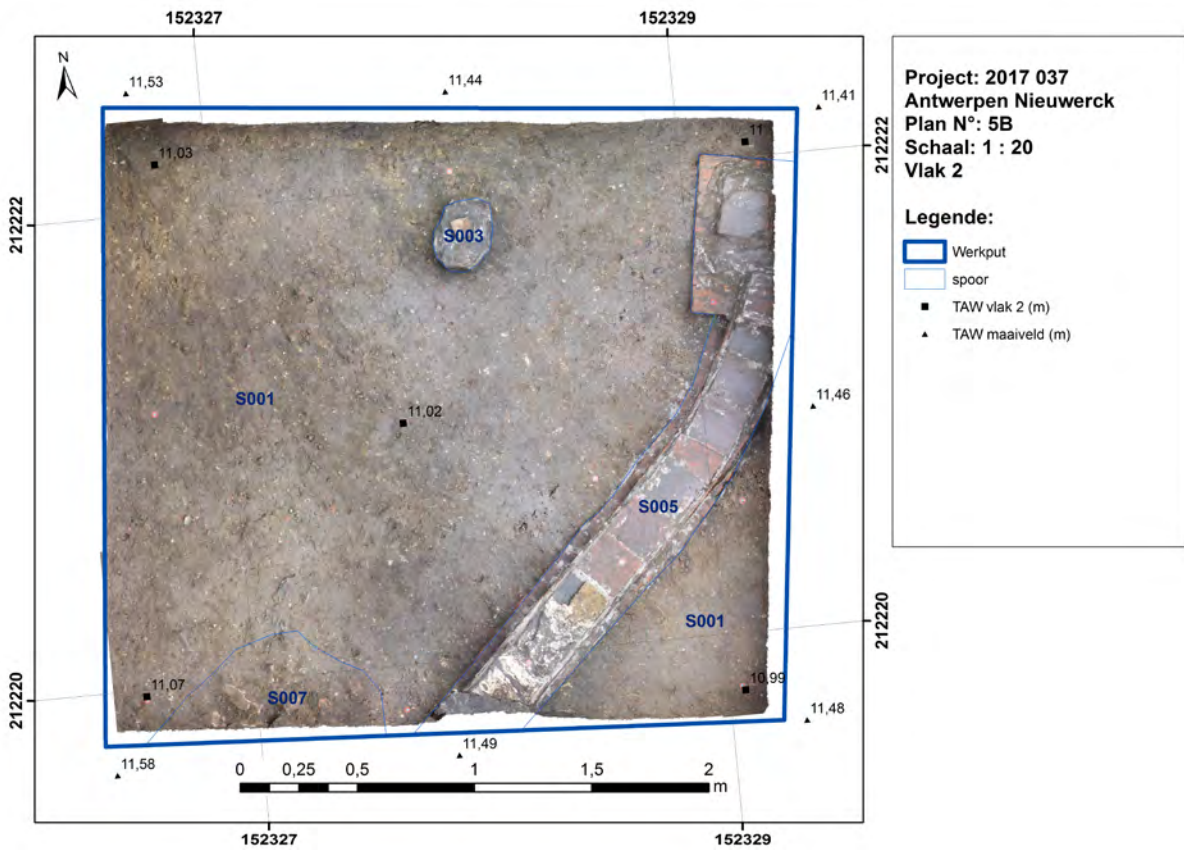 152327
152329
N
11,53
11,44
11,41
11,03
11
212222
212222
S003
S001
11,02
11,46
S005
S001
212220
212220
11,07
S007
10,99
11,48
11,49
11,58
0 0,25 0,5 1 1,5 2
m
152327
152329
Project: 2017 037
Antwerpen Nieuwerck
Plan N°: 5B
Schaal: 1 : 20
Vlak 2
Legende:
Werkput
spoor
TAW vlak 2 (m)
TAW maaiveld (m)